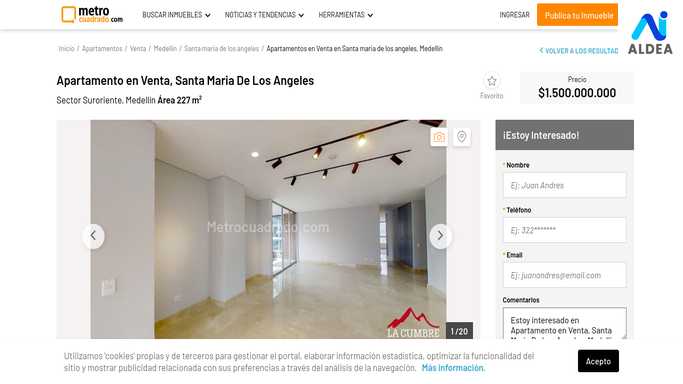 metro
cuadrado.com
BUSCAR INMUEBLES
NOTICIAS Y TENDENCIAS
HERRAMIENTAS
INGRESAR
Publica tu Inmueble
ALDEA
Inicio / Apartamentos / Venta / Medellín / Santa maria de los angeles / Apartamentos en Venta en Santa maria de los angeles, Medellín
VOLVER A LOS RESULTAD
Apartamento en Venta, Santa Maria De Los Angeles
Sector Suroriente, Medellín Área 227 m²
Favorito
Precio
$1.500.000.000
Metrocuadrado.com
LA CUMBRE
1 / 20
¡Estoy Interesado!
* Nombre
Ej: Juan Andres
* Teléfono
Ej: 322*******
* Email
Ej: juanandres@email.com
Comentarios
Estoy interesado en
Apartamento en Venta, Santa
Utilizamos 'cookies' propias y de terceros para gestionar el portal, elaborar información estadística, optimizar la funcionalidad del
sitio y mostrar publicidad relacionada con sus preferencias a través del análisis de la navegación. Más información.
Acepto